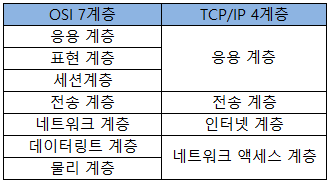 OSI 7계층 TCP/IP 4계층
응용 계층
표현 계층 응용 계층
세션계층
전송 계층 전송 계층
네트워크 계층 인터넷 계층
데이터링트 계층
네트워크 액세스 계층
물리 계층